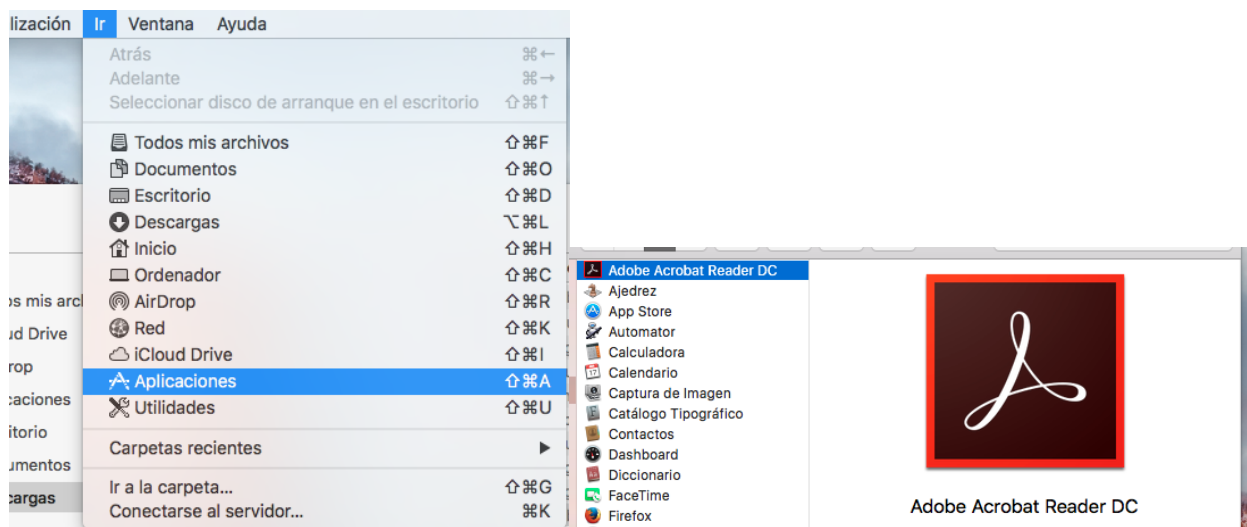 lización Ir Ventana Ayuda
Atrás ⌘←
Adelante ⌘→
Seleccionar disco de arranque en el escritorio ⇧⌘↑
Todos mis archivos ⇧⌘F
Documentos ⇧⌘O
Escritorio ⇧⌘D
Descargas ⌥⌘L
Inicio ⇧⌘H
Ordenador ⇧⌘C
AirDrop ⇧⌘R
Red ⇧⌘K
iCloud Drive ⇧⌘I
Aplicaciones ⇧⌘A
Utilidades ⇧⌘U
Carpetas recientes ▶
Ir a la carpeta... ⇧⌘G
Conectarse al servidor... ⌘K
os mis arc
ud Drive
rop
caciones
itorio
umentos
cargas
Adobe Acrobat Reader DC
Ajedrez
App Store
Automator
Calculadora
Calendario
Captura de Imagen
Catálogo Tipográfico
Contactos
Dashboard
Diccionario
FaceTime
Firefox
Adobe Acrobat Reader DC